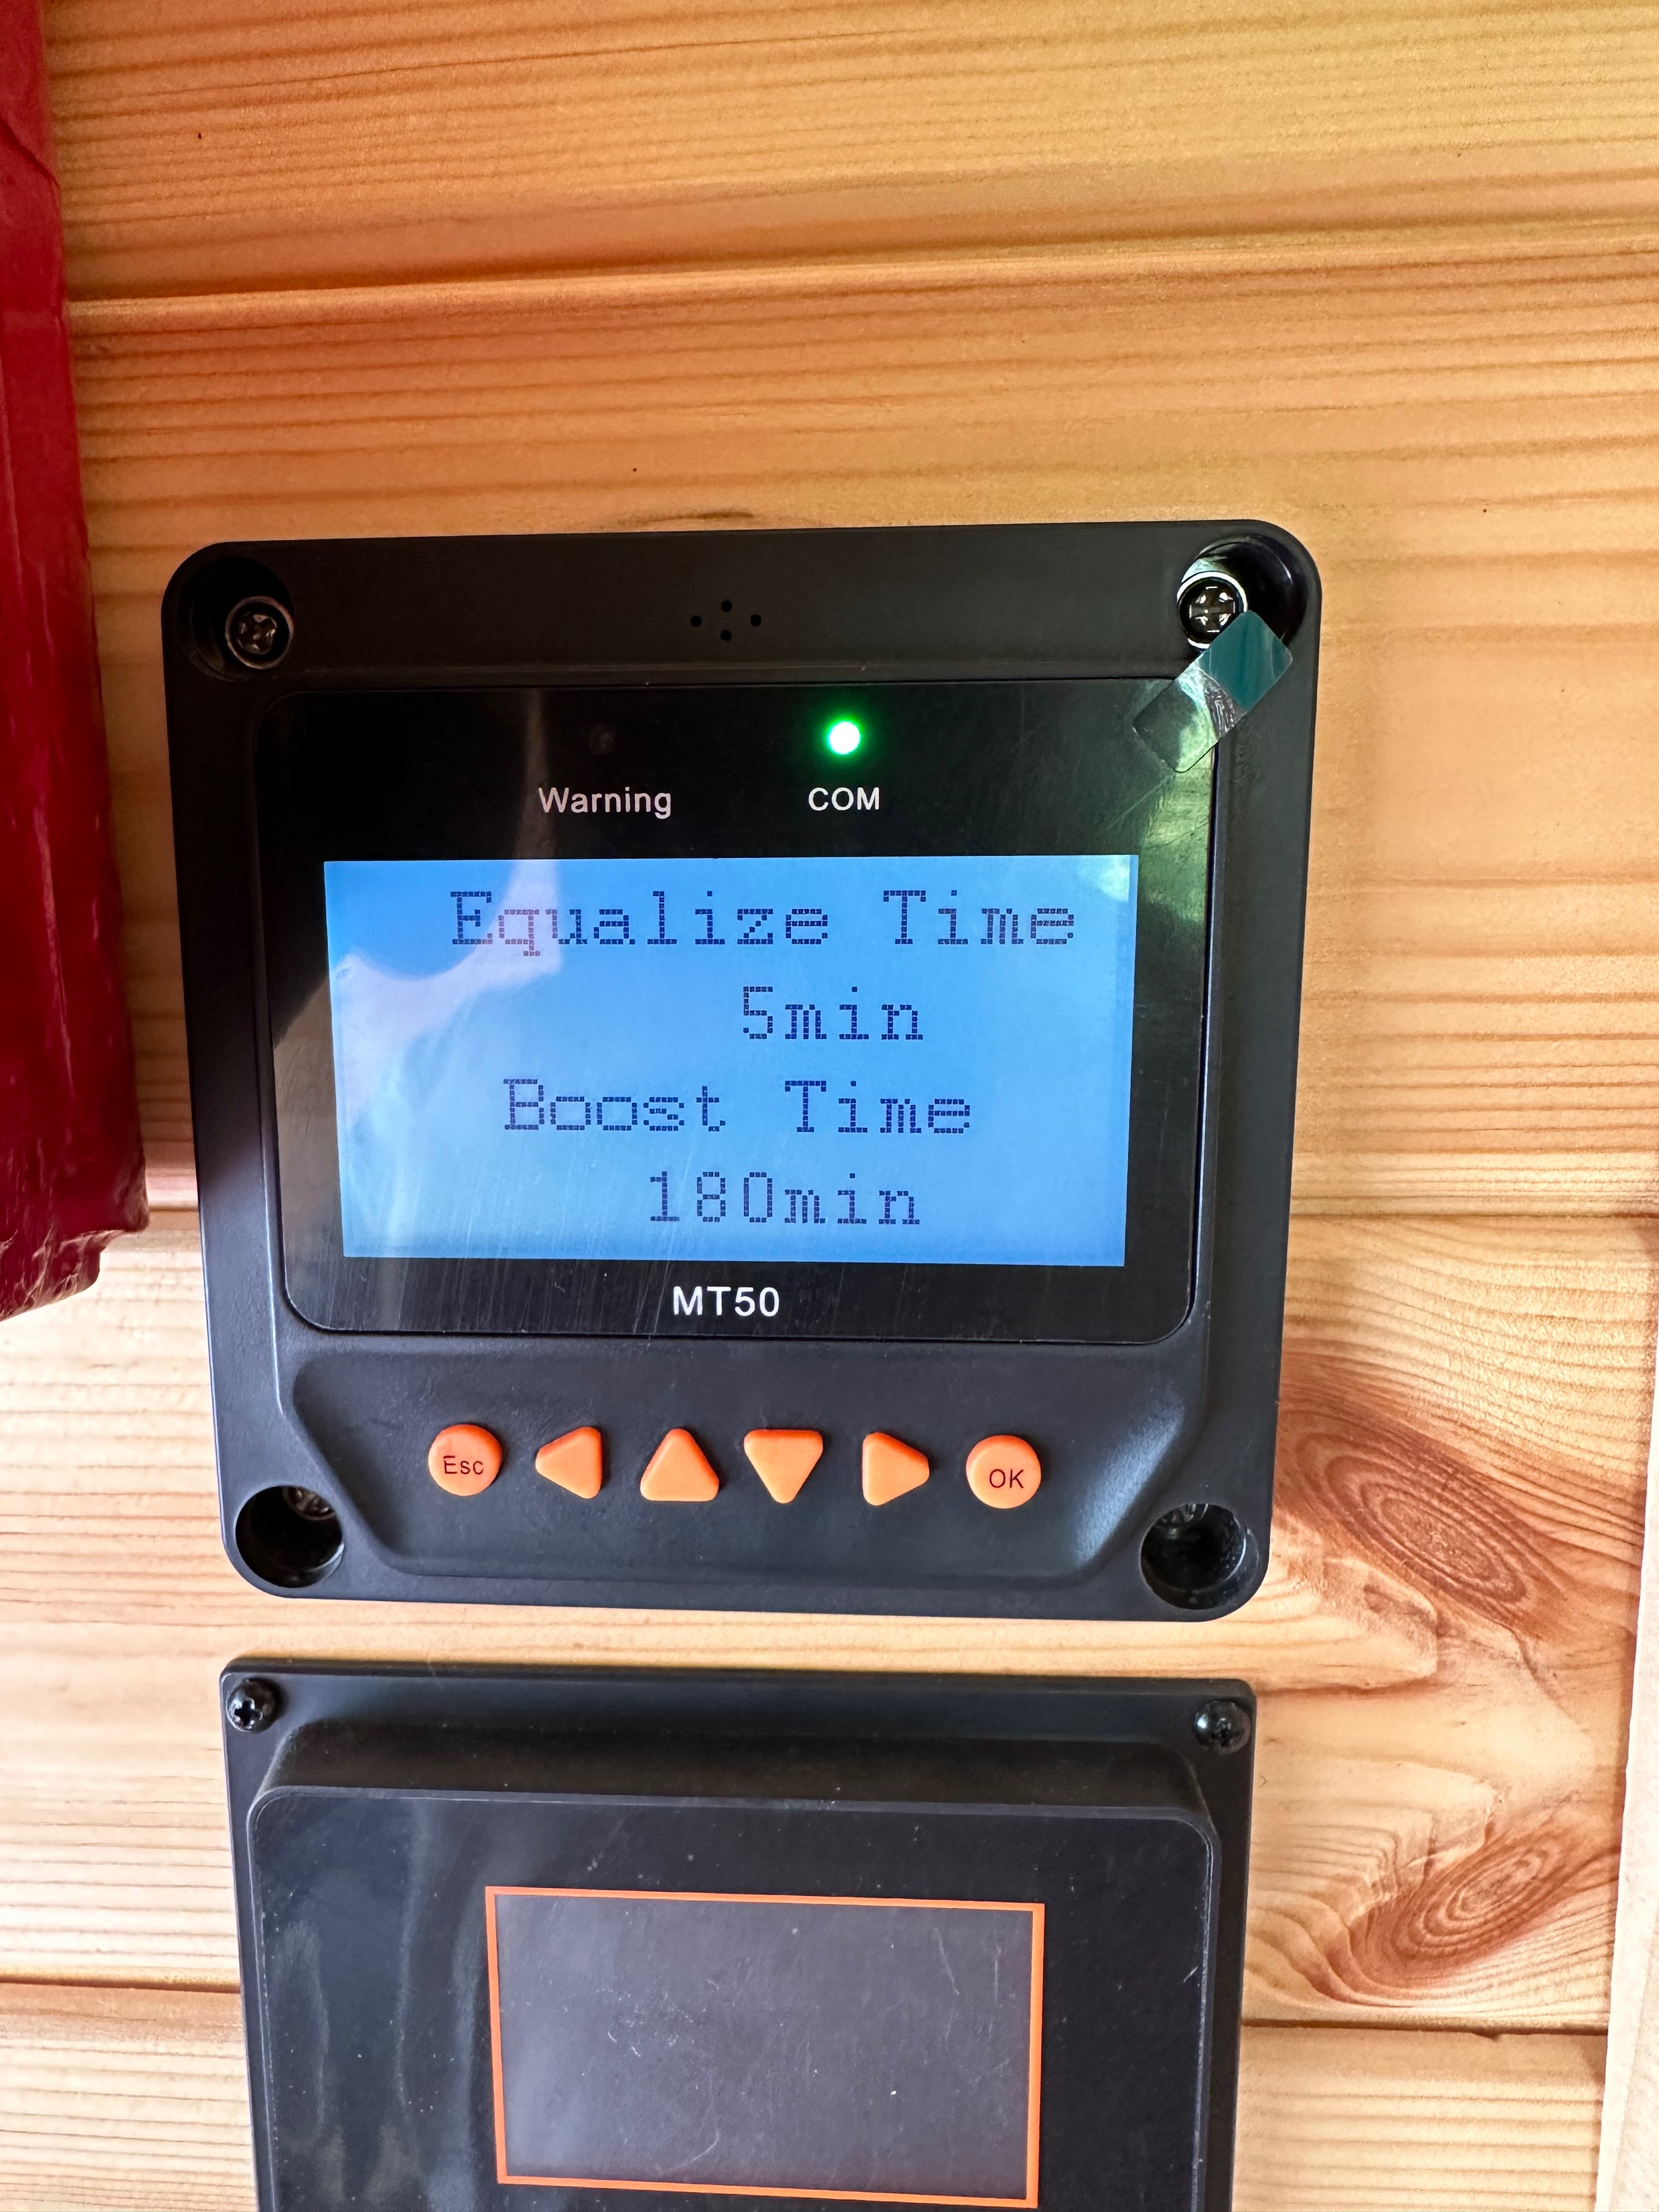 Warning COM
Equalize Time
5min
Boost Time
180min
MT50
Esc OK